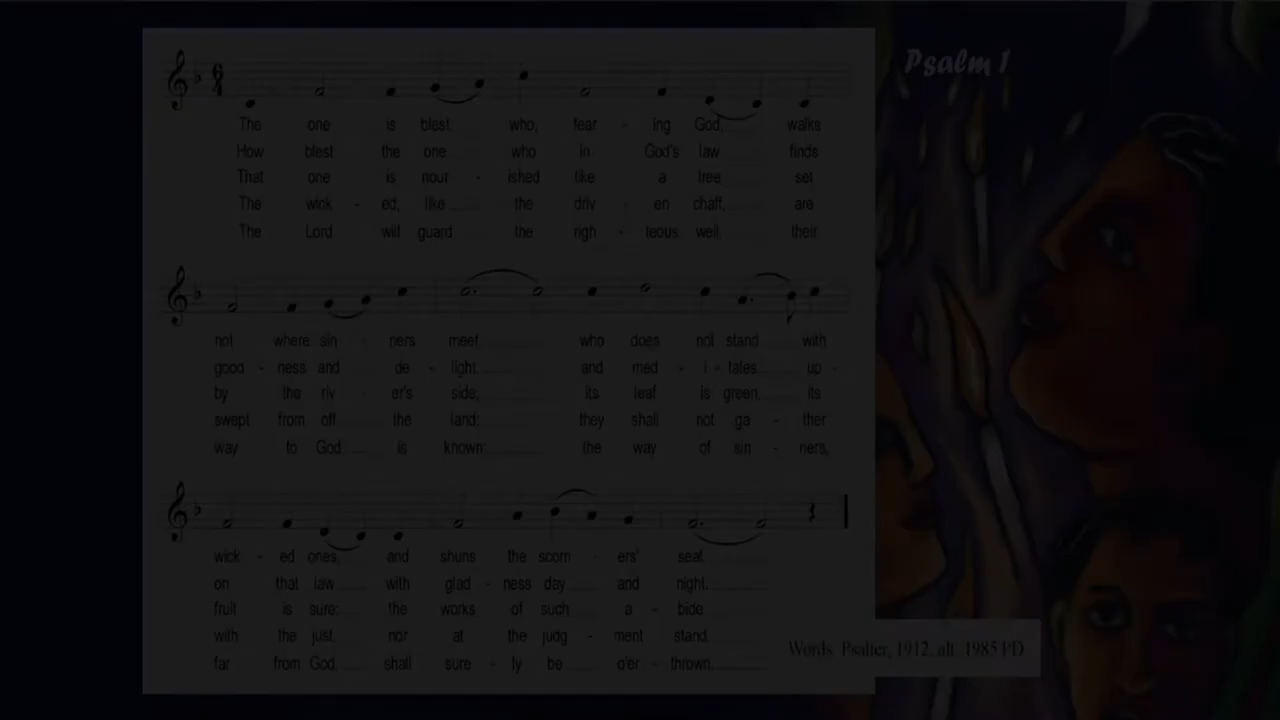 Psalm 1
6
4
The one is blest who, fear - ing God, walks
How blest the one who in God's law finds
That one is nour - ished like a tree set
The wick - ed, like the driv - en chaff, are
The Lord will guard the righ - teous well, their
not where sin - ners meet, who does not stand with
good - ness and de - light, and med - i - tates up -
by the riv - er's side; its leaf is green, its
swept from off the land; they shall not ga - ther
way to God is known; the way of sin - ners,
wick - ed ones, and shuns the scorn - ers' seat.
on that law with glad - ness day and night.
fruit is sure; the works of such a - bide.
with the just, nor at the judg - ment stand.
far from God, shall sure - ly be o'er - thrown.
Words: Psalter, 1912, alt. 1985 PD